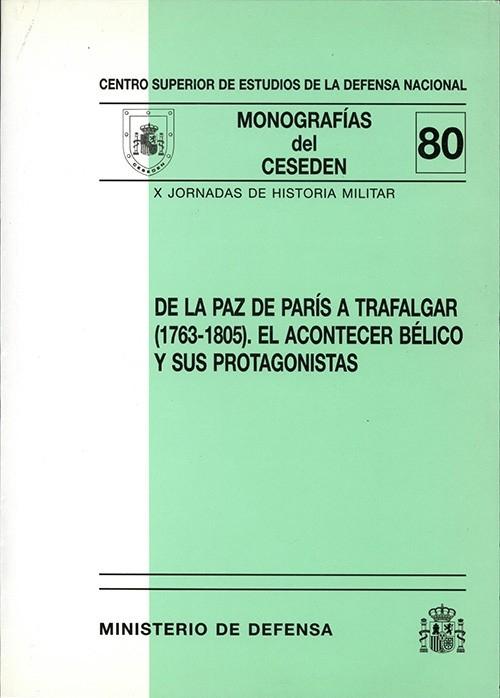 CENTRO SUPERIOR DE ESTUDIOS DE LA DEFENSA NACIONAL
MONOGRAFÍAS
del
CESEDEN
80
CESEDEN
X JORNADAS DE HISTORIA MILITAR
DE LA PAZ DE PARÍS A TRAFALGAR
(1763-1805). EL ACONTECER BÉLICO
Y SUS PROTAGONISTAS
MINISTERIO DE DEFENSA